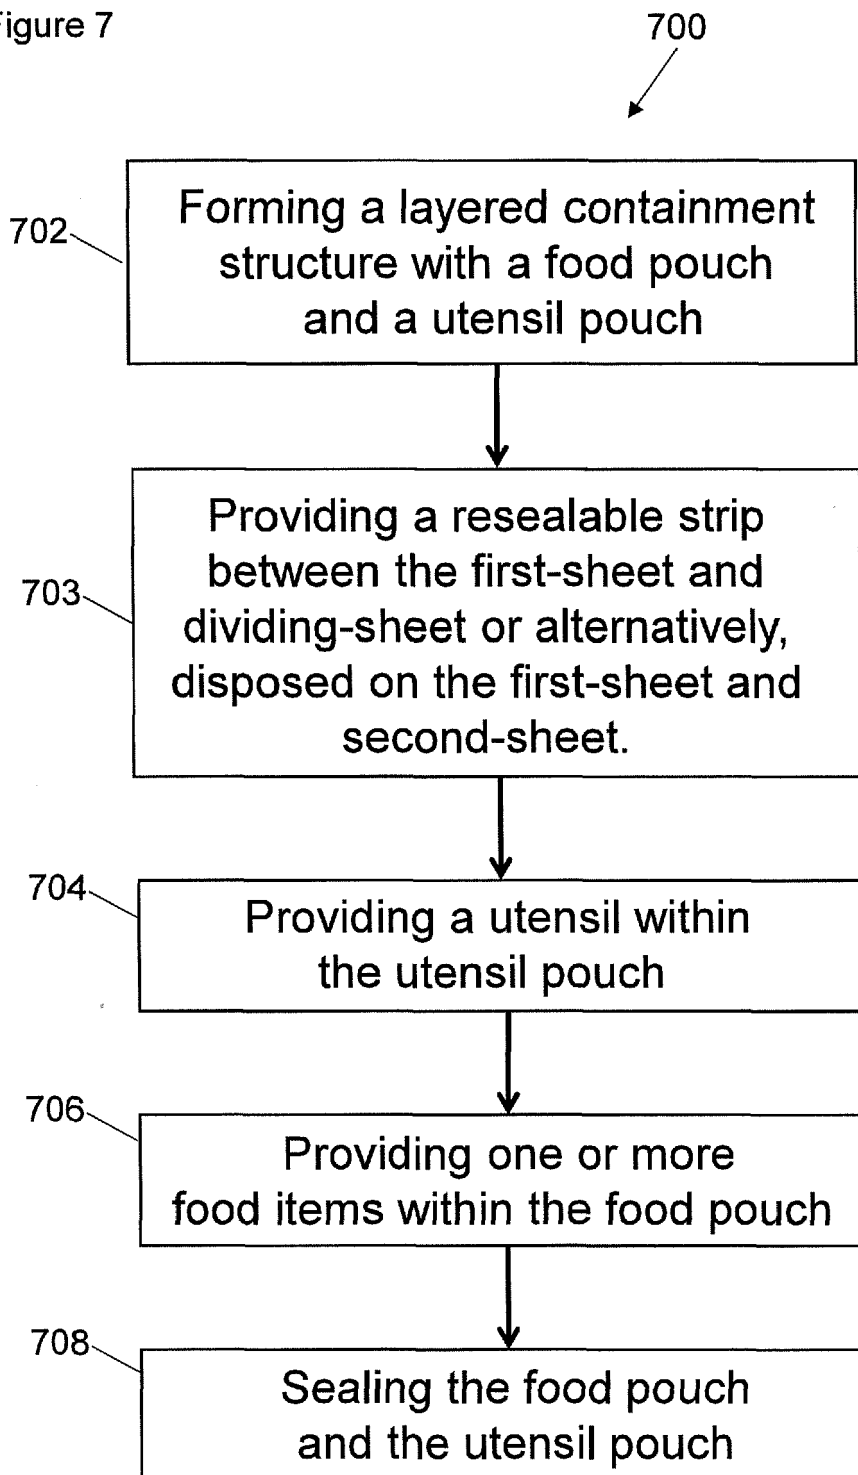 Figure 7
700
702
Forming a layered containment
structure with a food pouch
and a utensil pouch
703
Providing a resealable strip
between the first-sheet and
dividing-sheet or alternatively,
disposed on the first-sheet and
second-sheet.
704
Providing a utensil within
the utensil pouch
706
Providing one or more
food items within the food pouch
708
Sealing the food pouch
and the utensil pouch